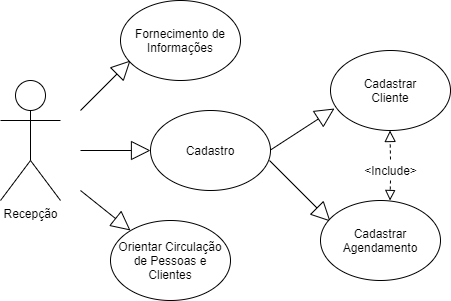 Fornecimento de
Informações
Cadastrar
Cliente
Cadastro
<Include>
Recepção
Cadastrar
Agendamento
Orientar Circulação
de Pessoas e
Clientes